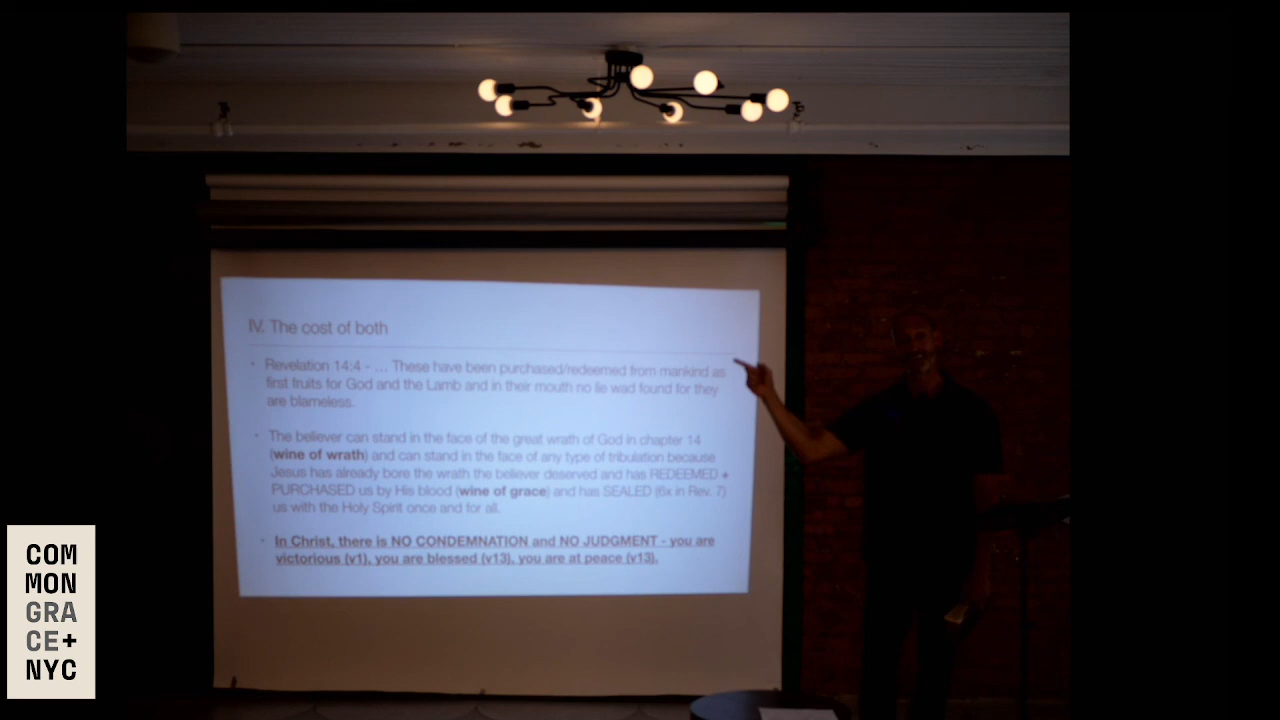 IV. The cost of both
• Revelation 14:4 - ... These have been purchased/redeemed from mankind as
first fruits for God and the Lamb and in their mouth no lie wad found for they
are blameless.
• The believer can stand in the face of the great wrath of God in chapter 14
(wine of wrath) and can stand in the face of any type of tribulation because
Jesus has already bore the wrath the believer deserved and has REDEEMED +
PURCHASED us by His blood (wine of grace) and has SEALED (6x in Rev. 7)
us with the Holy Spirit once and for all.
• In Christ, there is NO CONDEMNATION and NO JUDGMENT - you are
victorious (v1), you are blessed (v13), you are at peace (v13).
COM
MON
GRA
CE+
NYC